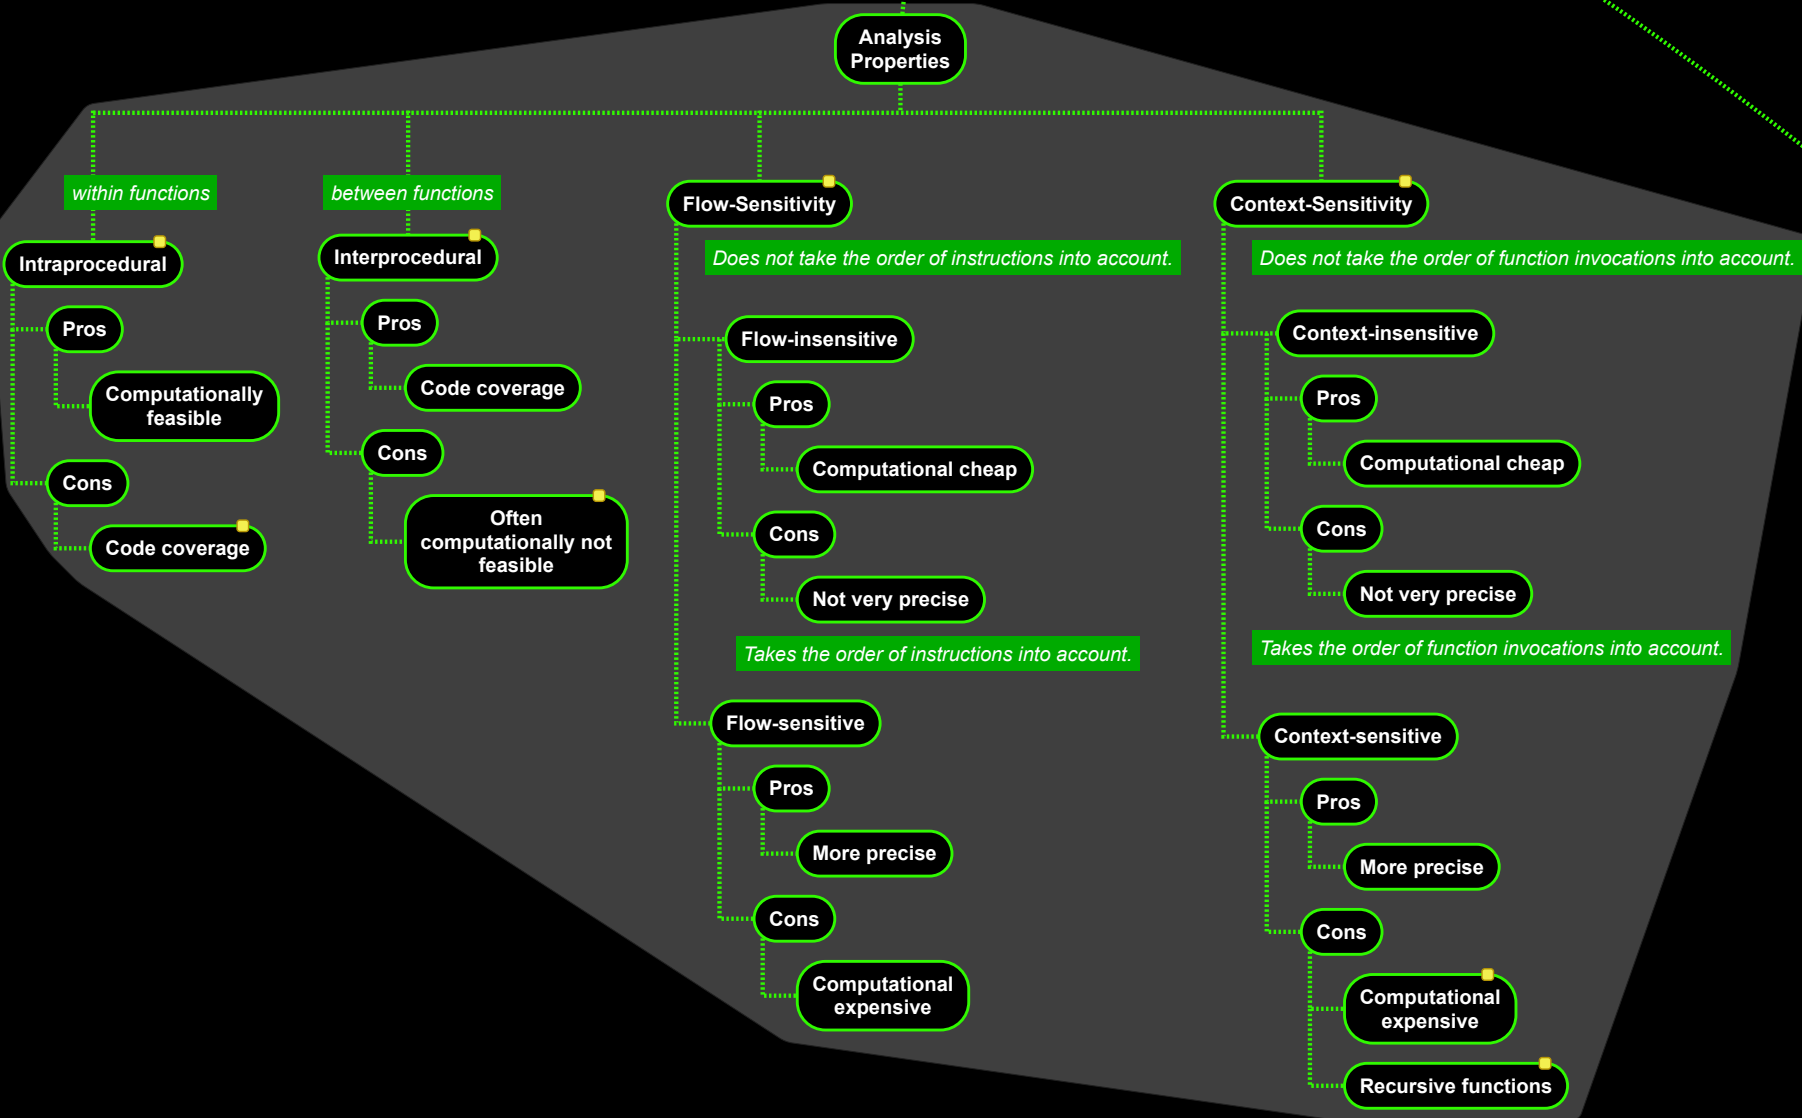 Analysis
Properties
within functions
Intraprocedural
Pros
Computationally
feasible
Cons
Code coverage
between functions
Interprocedural
Pros
Code coverage
Cons
Often
computationally not
feasible
Flow-Sensitivity
Does not take the order of instructions into account.
Flow-insensitive
Pros
Computational cheap
Cons
Not very precise
Takes the order of instructions into account.
Flow-sensitive
Pros
More precise
Cons
Computational
expensive
Context-Sensitivity
Does not take the order of function invocations into account.
Context-insensitive
Pros
Computational cheap
Cons
Not very precise
Takes the order of function invocations into account.
Context-sensitive
Pros
More precise
Cons
Computational
expensive
Recursive functions